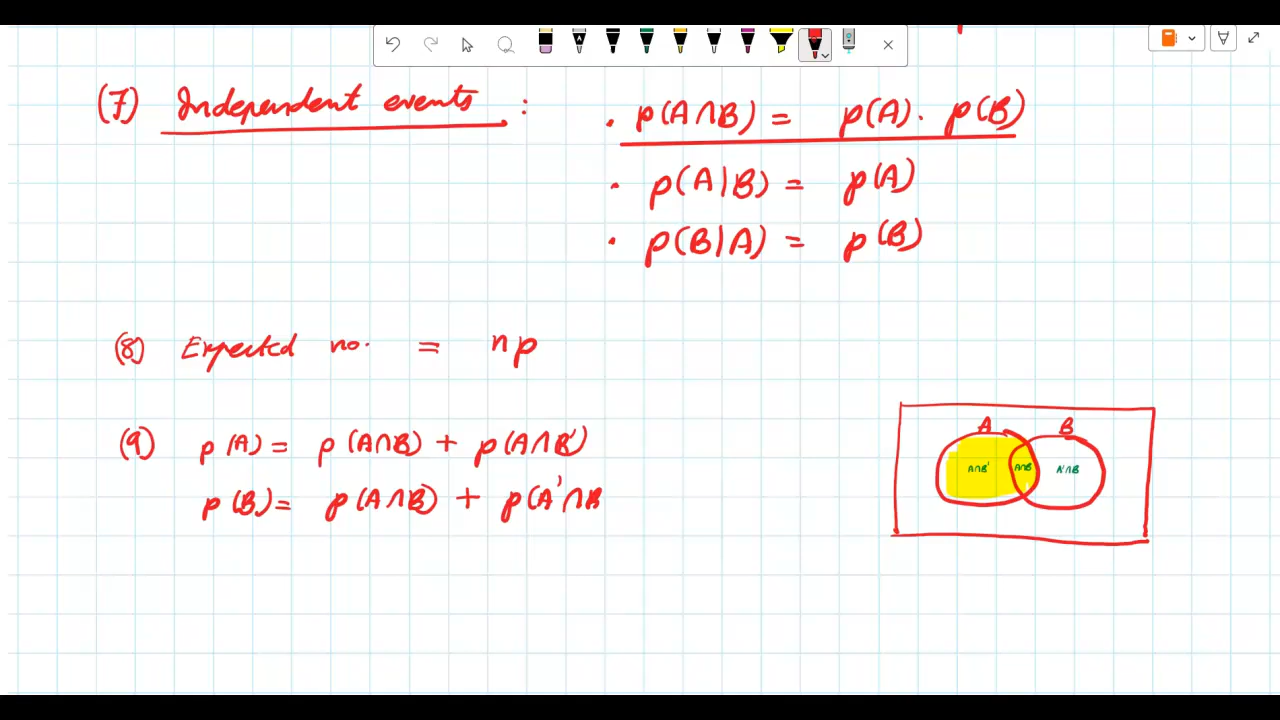 (7) Independent events : • p(A∩B) = p(A). p(B)
• p(A|B) = p(A)
• p(B|A) = p(B)
(8) Expected no. = np
(9) p(A) = p(A∩B) + p(A∩B')
p(B) = p(A∩B) + p(A'∩B
A B
A∩B' A∩B A'∩B